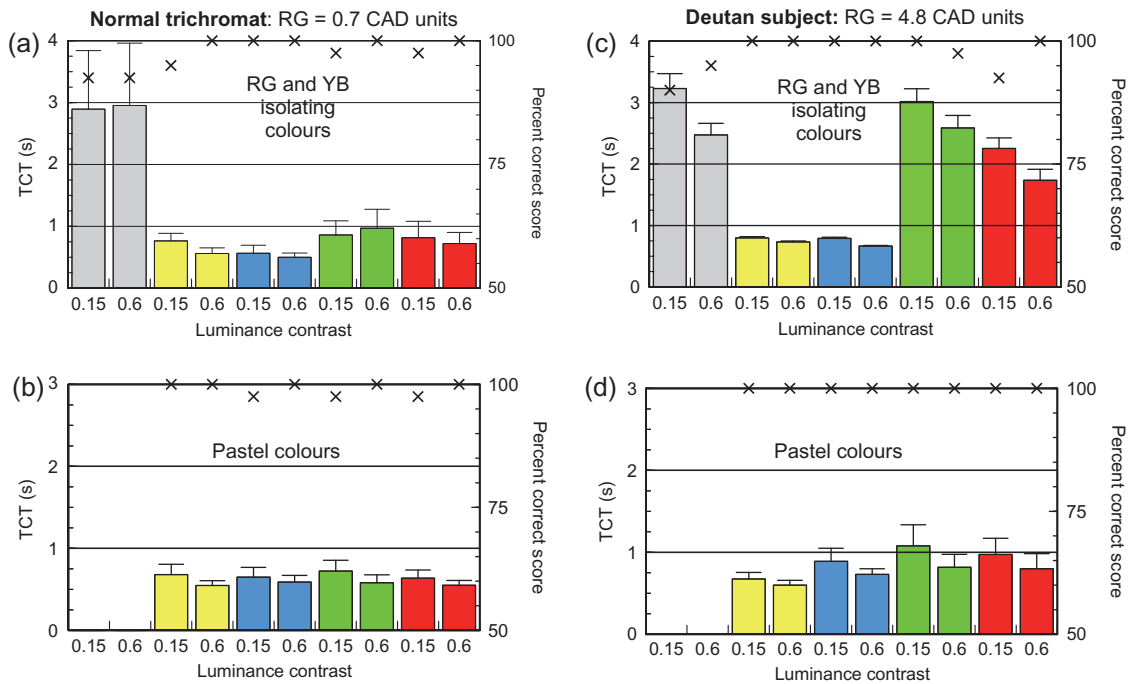 Normal trichromat: RG = 0.7 CAD units
(a)
4
3
2
1
0
TCT (s)
RG and YB
isolating
colours
100
75
50
Percent correct score
0.15 0.6 0.15 0.6 0.15 0.6 0.15 0.6 0.15 0.6
Luminance contrast
Deutan subject: RG = 4.8 CAD units
(c)
4
3
2
1
0
TCT (s)
RG and YB
isolating
colours
100
75
50
Percent correct score
0.15 0.6 0.15 0.6 0.15 0.6 0.15 0.6 0.15 0.6
Luminance contrast
(b)
3
2
1
0
TCT (s)
Pastel colours
100
75
50
Percent correct score
0.15 0.6 0.15 0.6 0.15 0.6 0.15 0.6 0.15 0.6
Luminance contrast
(d)
3
2
1
0
TCT (s)
Pastel colours
100
75
50
Percent correct score
0.15 0.6 0.15 0.6 0.15 0.6 0.15 0.6 0.15 0.6
Luminance contrast